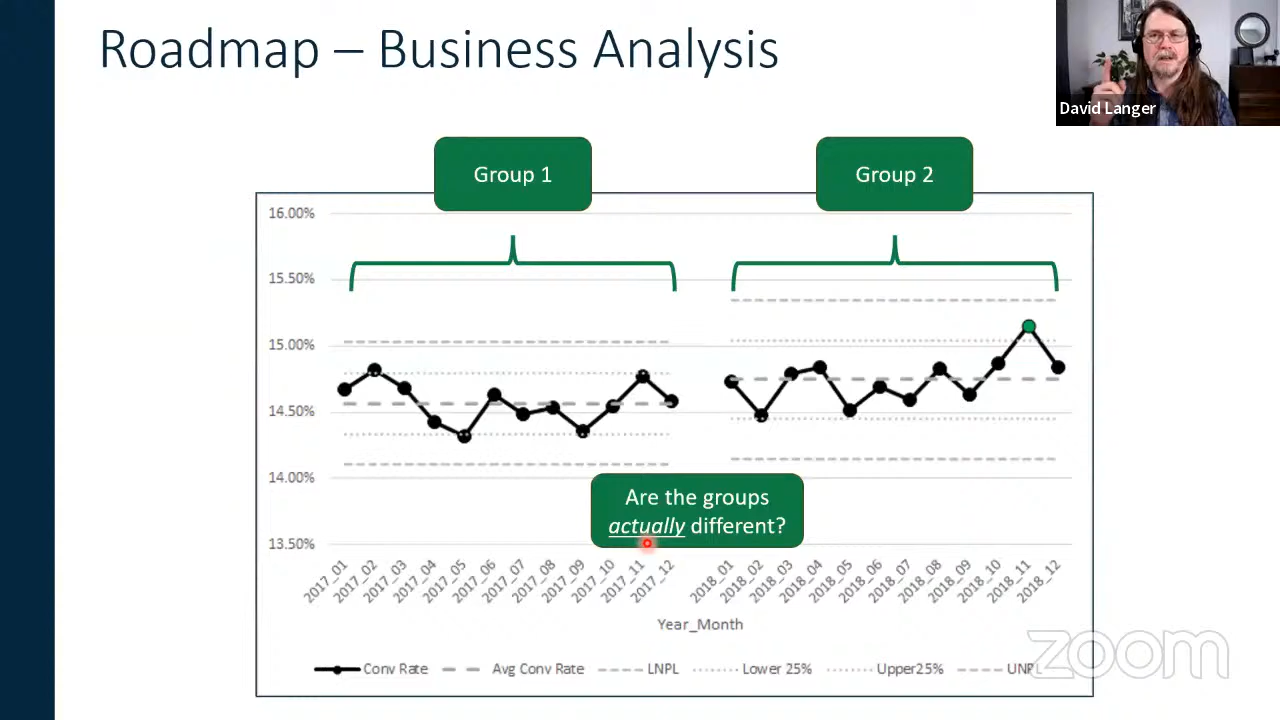 Roadmap – Business Analysis
David Langer
Group 1
Group 2
16.00%
15.50%
15.00%
14.50%
14.00%
13.50%
Are the groups
actually different?
2017_01
2017_02
2017_03
2017_04
2017_05
2017_06
2017_07
2017_08
2017_09
2017_10
2017_11
2017_12
2018_01
2018_02
2018_03
2018_04
2018_05
2018_06
2018_07
2018_08
2018_09
2018_10
2018_11
2018_12
Year_Month
Conv Rate
Avg Conv Rate
LNPL
Lower 25%
Upper25%
UNPL
zoom